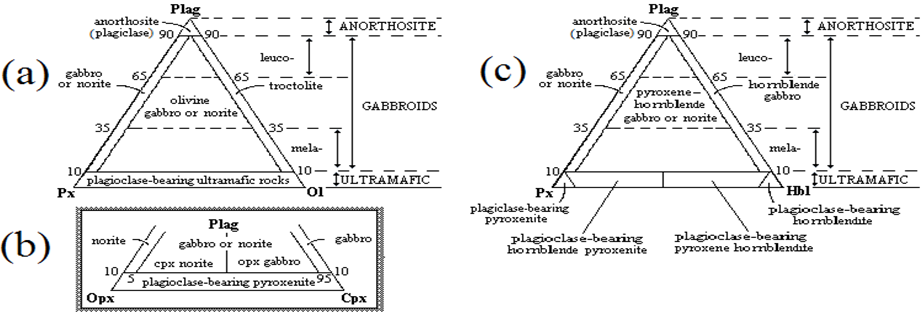 (a)
Plag
anorthosite
(plagiclase)
90
90
ANORTHOSITE
leuco-
gabbro
or norite
65
65
troctolite
olivine
gabbro or norite
GABBROIDS
35
35
mela-
10
10
plagioclase-bearing ultramafic rocks
ULTRAMAFIC
Px
Ol
(b)
Plag
norite
gabbro or norite
gabbro
cpx norite
opx gabbro
10
5
95
10
plagioclase-bearing pyroxenite
Opx
Cpx
(c)
Plag
anorthosite
(plagiclase)
90
90
ANORTHOSITE
leuco-
gabbro
or norite
65
65
hornblende
gabbro
pyroxene-
hornblende
gabbro or norite
GABBROIDS
35
35
mela-
10
10
ULTRAMAFIC
Px
Hbl
plagiclase-bearing
pyroxenite
plagioclase-bearing
hornblendite
plagioclase-bearing
hornblende pyroxenite
plagioclase-bearing
pyroxene hornblendite